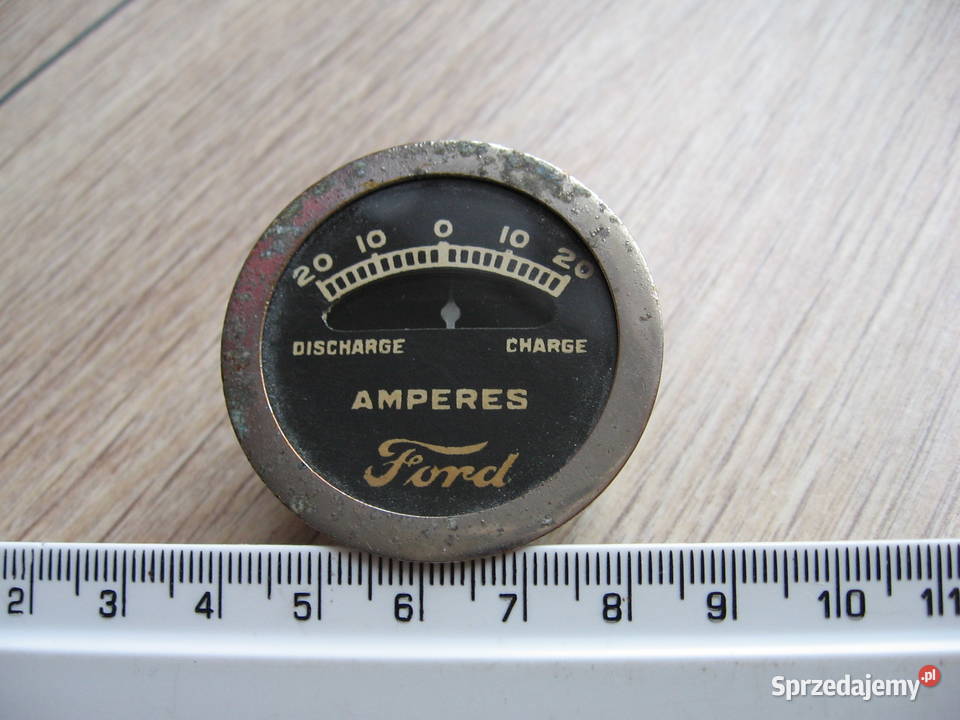 20 10 0 10 20
DISCHARGE CHARGE
AMPERES
Ford
2 3 4 5 6 7 8 9 10 11
Sprzedajemy.pl